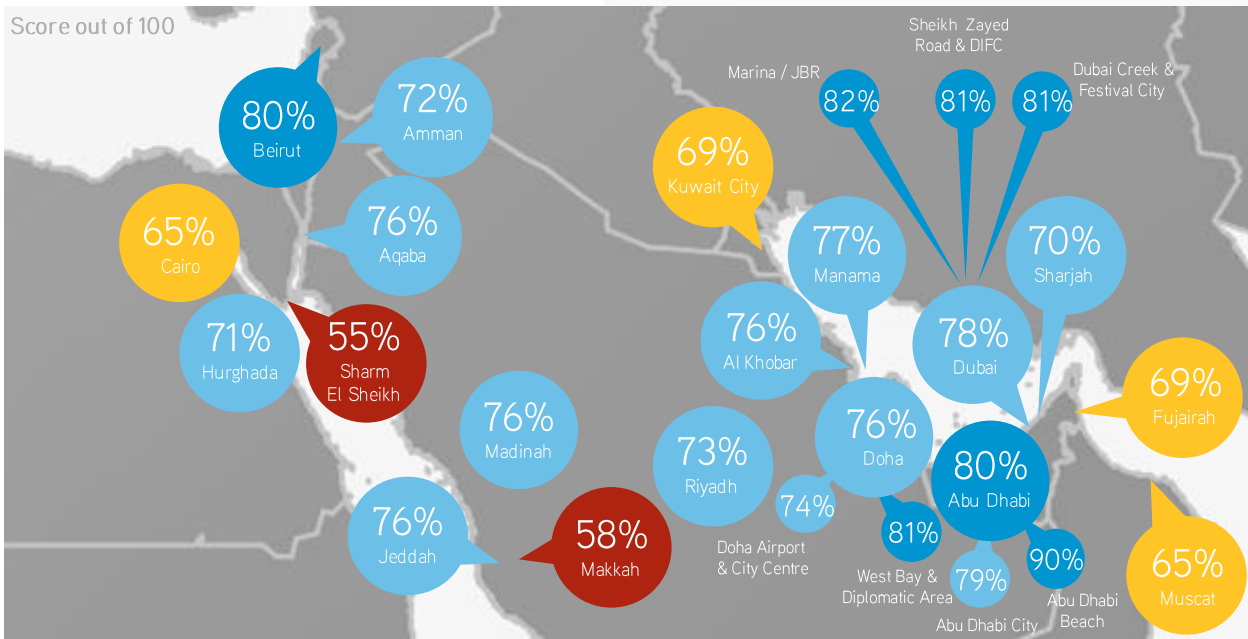 Score out of 100
Sheikh Zayed
Road & DIFC
Marina / JBR
Dubai Creek &
Festival City
82%
81%
81%
80%
Beirut
72%
Amman
69%
Kuwait City
65%
Cairo
76%
Aqaba
77%
Manama
70%
Sharjah
71%
Hurghada
55%
Sharm
El Sheikh
76%
Al Khobar
78%
Dubai
69%
Fujairah
76%
Madinah
73%
Riyadh
76%
Doha
80%
Abu Dhabi
74%
Doha Airport
& City Centre
76%
Jeddah
58%
Makkah
81%
West Bay &
Diplomatic Area
79%
Abu Dhabi City
90%
Abu Dhabi
Beach
65%
Muscat